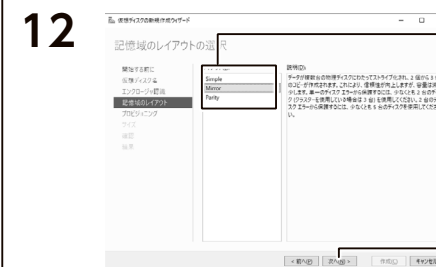 12
仮想ディスクの新規作成ウィザード
記憶域のレイアウトの選択
開始する前に
仮想ディスク名
エンクロージャ認識
記憶域のレイアウト
プロビジョニング
サイズ
確認
結果
Simple
Mirror
Parity
説明(D):
データが複数台の物理ディスクにわたってストライプ化され、2 個から 3
のコピーが作成されます。これにより、信頼性が向上しますが、容量は減
少します。単一のディスク エラーから保護するには、少なくとも 2 台のデ
ク (クラスターを使用している場合は 3 台) を使用してください。2 台のデ
スク エラーから保護するには、少なくとも 5 台のディスクを使用してくださ
い。
< 前へ(P)
次へ(N) >
作成(C)
キャンセル